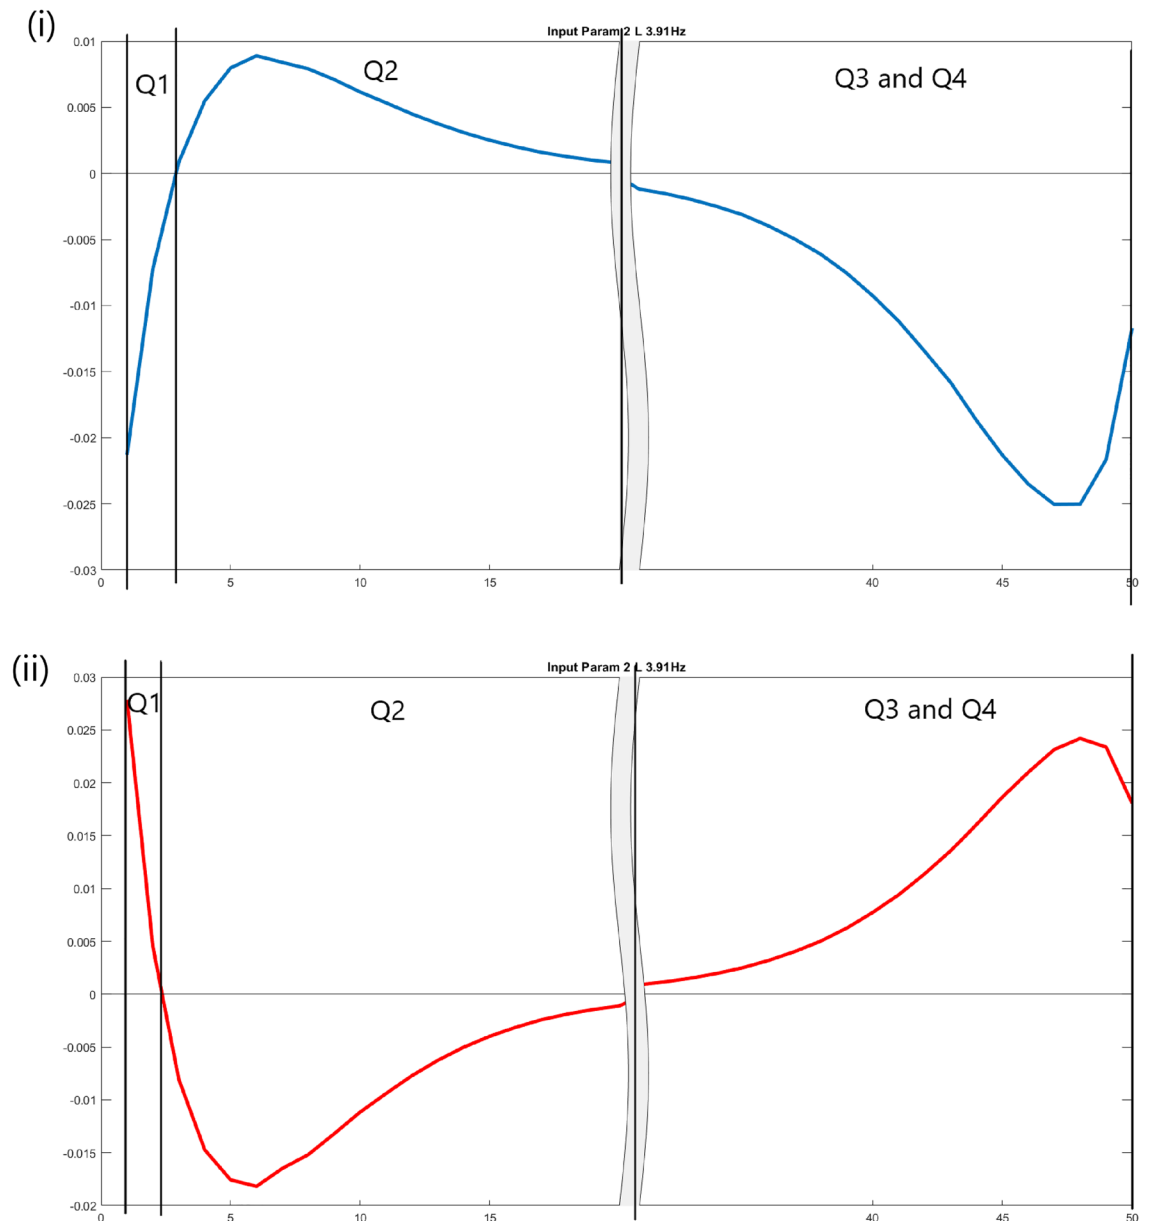 (i)
Input Param 2 L 3.91Hz
Q1
Q2
Q3 and Q4
0.01
0.005
0
-0.005
-0.01
-0.015
-0.02
-0.025
-0.03
0 5 10 15 40 45 50
(ii)
Input Param 2 L 3.91Hz
Q1
Q2
Q3 and Q4
0.03
0.025
0.02
0.015
0.01
0.005
0
-0.005
-0.01
-0.015
-0.02
0 5 10 15 40 45 50